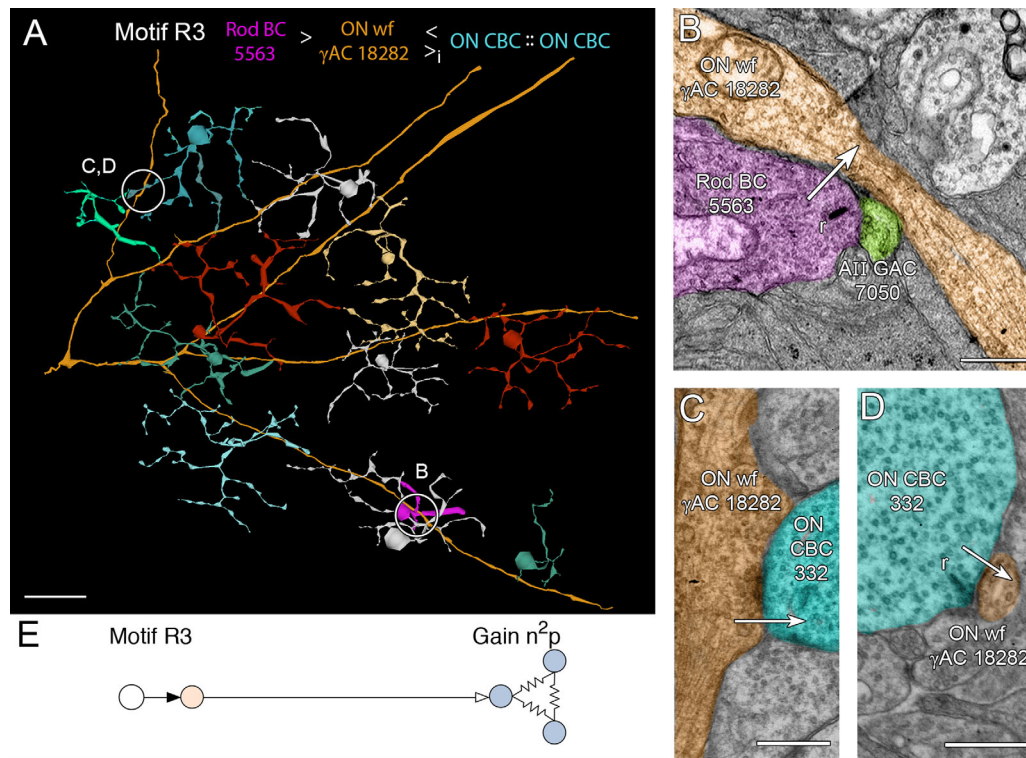 A
Motif R3
Rod BC
5563
>
ON wf
γAC 18282
<
>i
ON CBC :: ON CBC
C,D
B
B
ON wf
γAC 18282
Rod BC
5563
r
AII GAC
7050
C
ON wf
γAC 18282
ON
CBC
332
D
ON CBC
332
r
ON wf
γAC 18282
E
Motif R3
Gain n²p